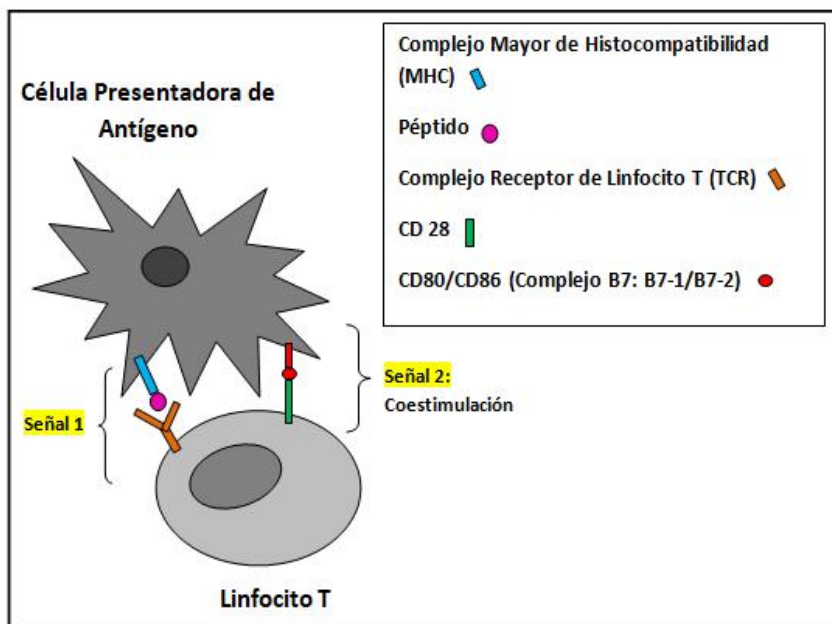 Célula Presentadora de
Antígeno
Complejo Mayor de Histocompatibilidad
(MHC)
Péptido
Complejo Receptor de Linfocito T (TCR)
CD 28
CD80/CD86 (Complejo B7: B7-1/B7-2)
Señal 1
Señal 2:
Coestimulación
Linfocito T